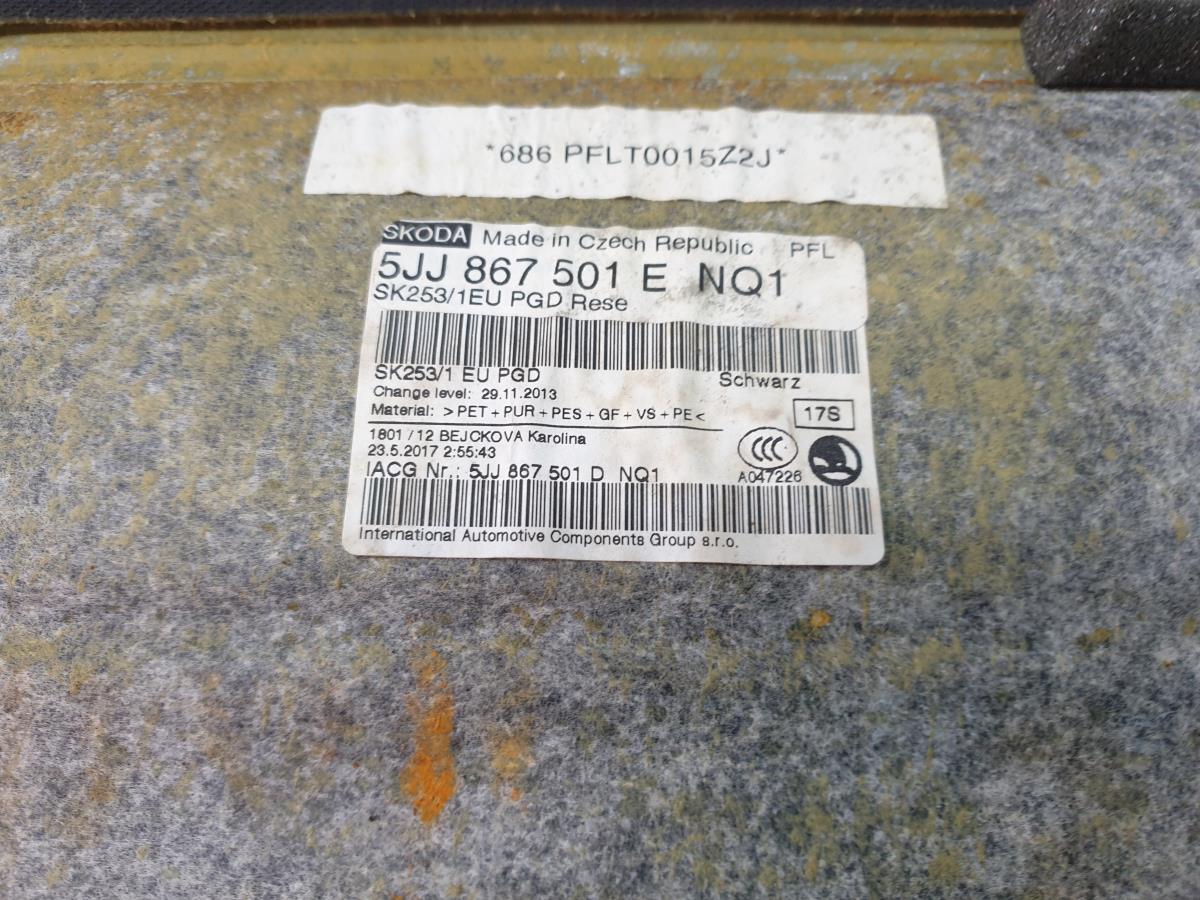 *686 PFLT0015Z2J*
SKODA Made in Czech Republic PFL
5JJ 867 501 E NQ1
SK253/1EU PGD Rese
SK253/1 EU PGD Schwarz
Change level: 29.11.2013
Material: >PET+PUR+PES+GF+VS+PE<
17S
1801/12 BEJCKOVA Karolina
23.5.2017 2:55:43
CCC
IACG Nr.: 5JJ 867 501 D NQ1
A047226
International Automotive Components Group s.r.o.